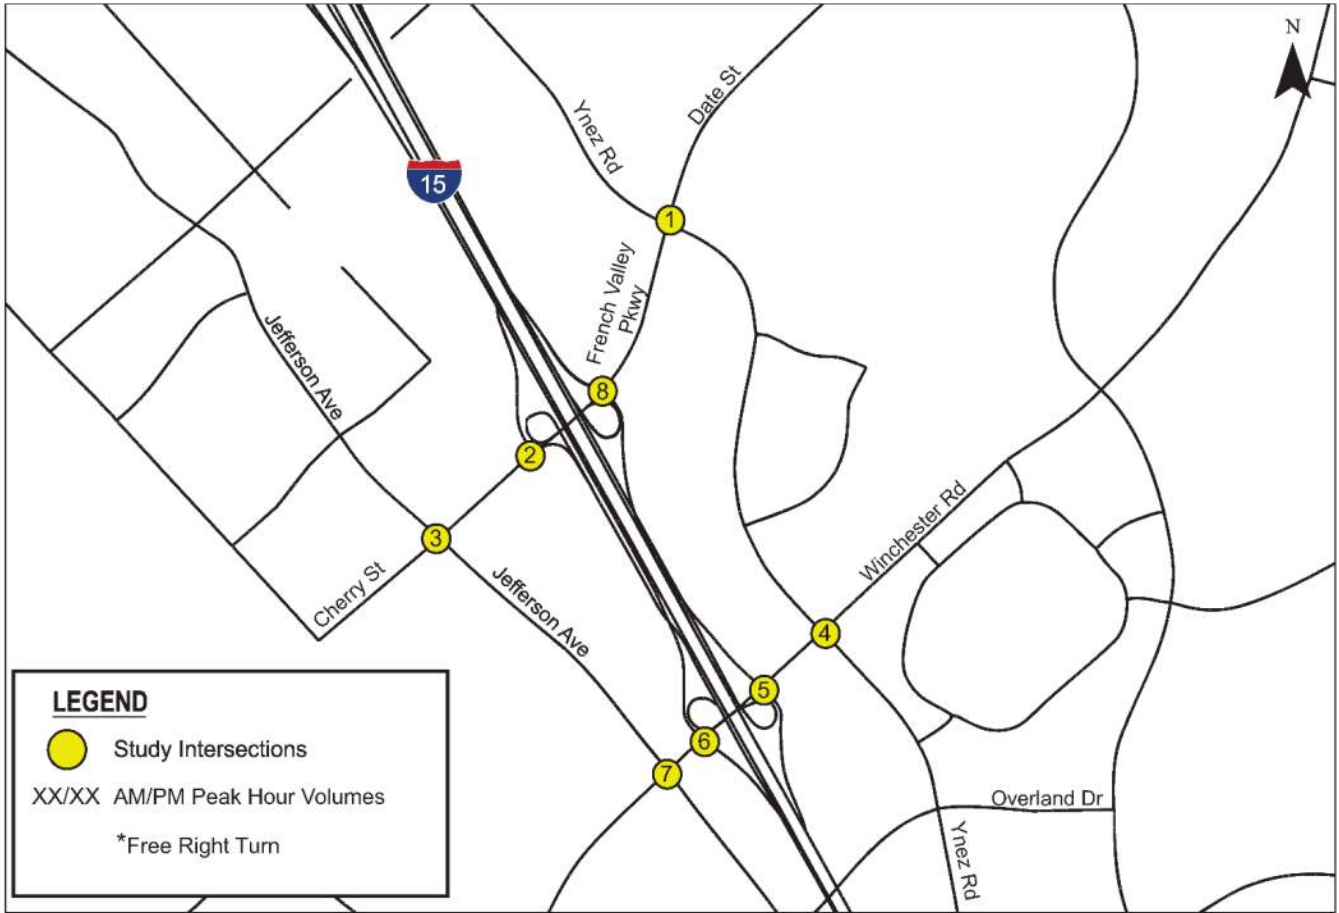 N
Ynez Rd
Date St
15
1
French Valley
Pkwy
Jefferson Ave
8
2
3
Winchester Rd
Cherry St
Jefferson Ave
4
5
6
7
Overland Dr
Ynez Rd
LEGEND
Study Intersections
XX/XX AM/PM Peak Hour Volumes
*Free Right Turn